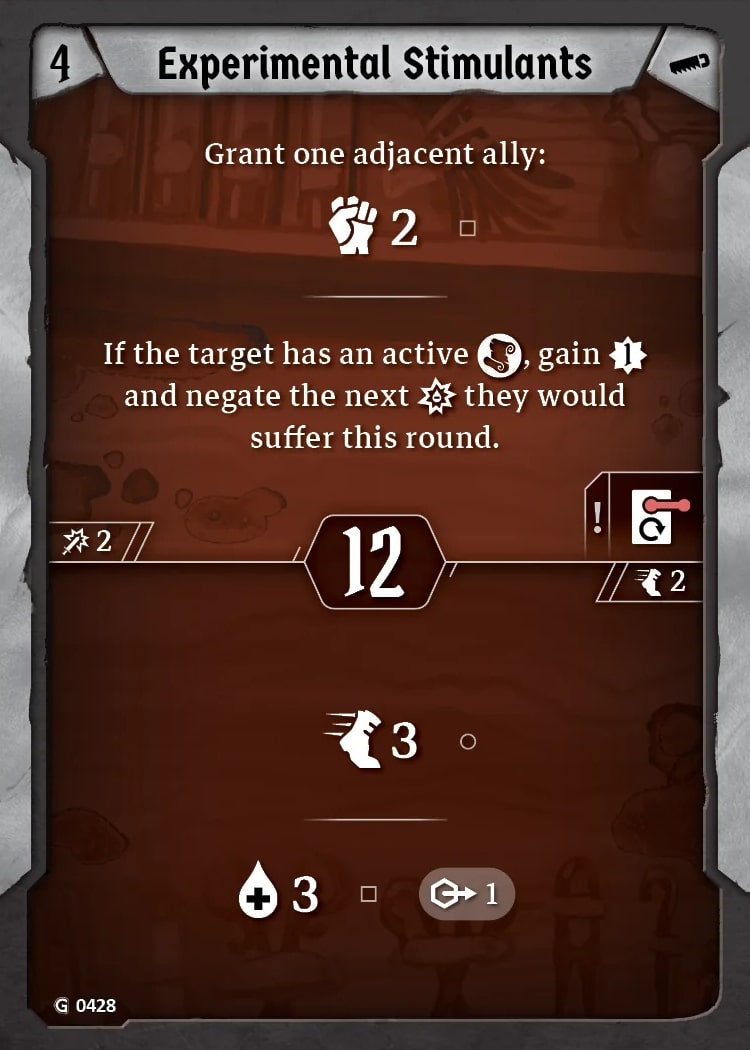 4
Experimental Stimulants
Grant one adjacent ally:
2
If the target has an active , gain 1
and negate the next they would
suffer this round.
!
2
12
2
3
3
1
G 0428